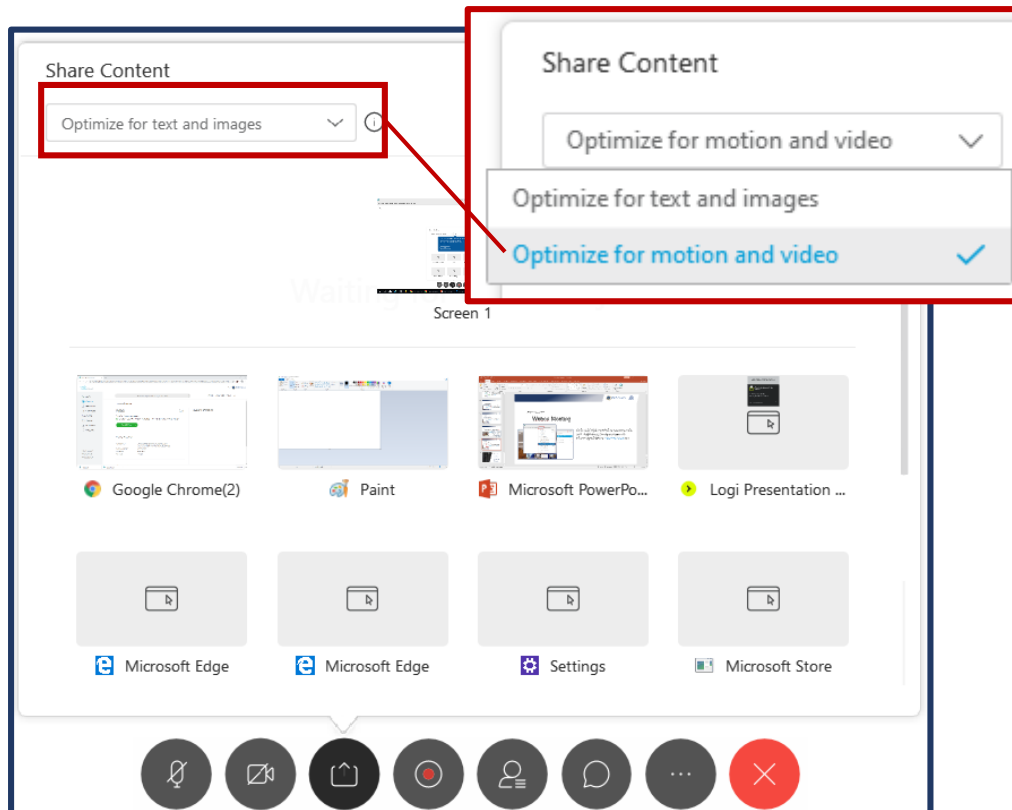 Share Content
Optimize for text and images
Share Content
Optimize for motion and video
Optimize for text and images
Optimize for motion and video
Waiting
Screen 1
Google Chrome(2)
Paint
Microsoft PowerPo...
Logi Presentation ...
Microsoft Edge
Microsoft Edge
Settings
Microsoft Store